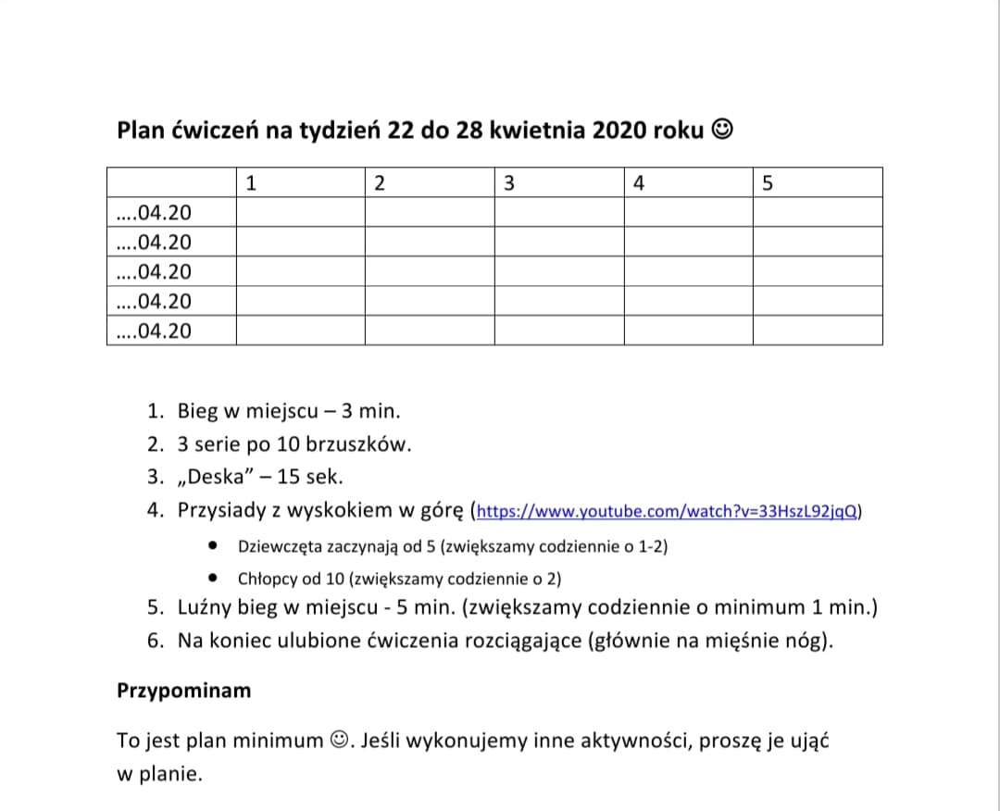 Plan ćwiczeń na tydzień 22 do 28 kwietnia 2020 roku ☺
1 2 3 4 5
....04.20
....04.20
....04.20
....04.20
....04.20
1. Bieg w miejscu – 3 min.
2. 3 serie po 10 brzuszków.
3. „Deska” – 15 sek.
4. Przysiady z wyskokiem w górę (https://www.youtube.com/watch?v=33HszL92jqQ)
• Dziewczęta zaczynają od 5 (zwiększamy codziennie o 1-2)
• Chłopcy od 10 (zwiększamy codziennie o 2)
5. Luźny bieg w miejscu - 5 min. (zwiększamy codziennie o minimum 1 min.)
6. Na koniec ulubione ćwiczenia rozciągające (głównie na mięśnie nóg).
Przypominam
To jest plan minimum ☺. Jeśli wykonujemy inne aktywności, proszę je ująć
w planie.